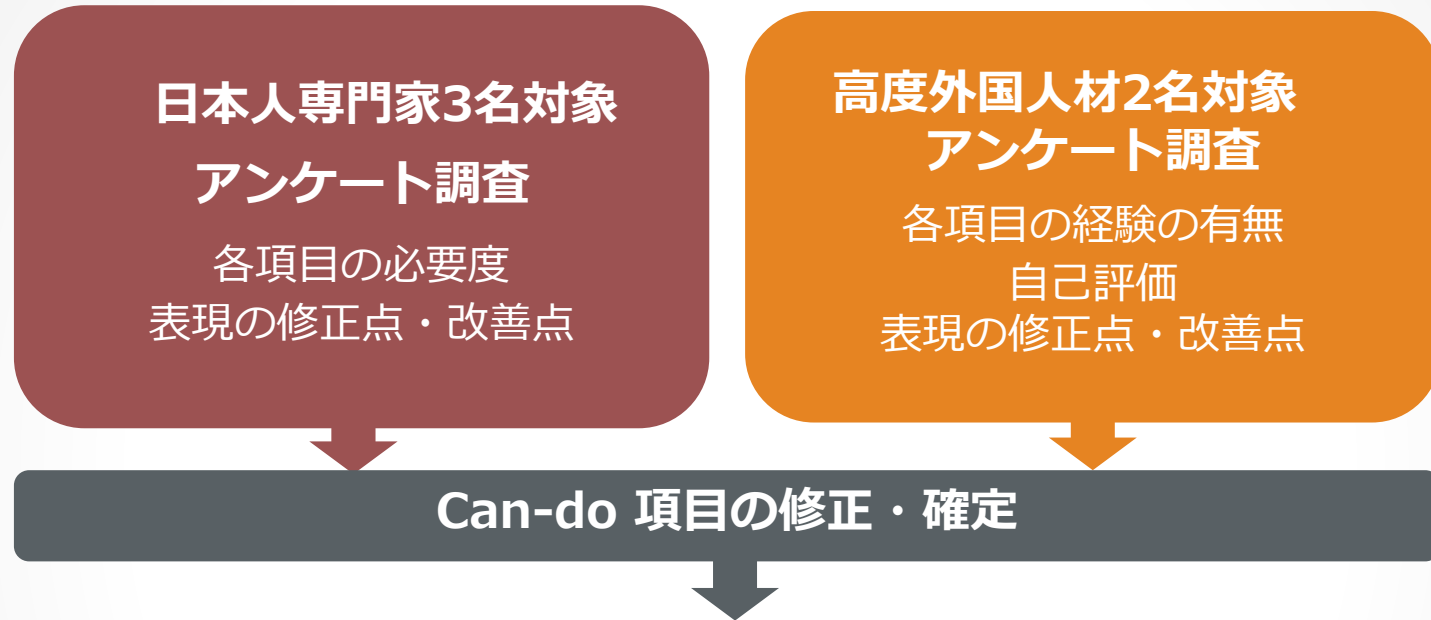 日本人専門家3名対象
アンケート調査
各項目の必要度
表現の修正点・改善点
高度外国人材2名対象
アンケート調査
各項目の経験の有無
自己評価
表現の修正点・改善点
Can-do 項目の修正・確定